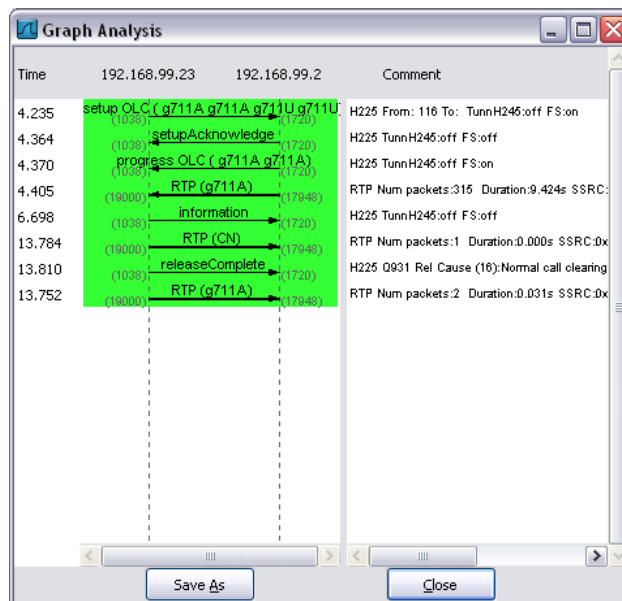 Graph Analysis
Time 192.168.99.23 192.168.99.2 Comment
4.235 setup OLC ( g711A g711A g711U g711U) H225 From: 116 To: TunnH245:off FS:on
(1038) (1720)
4.364 setupAcknowledge H225 TunnH245:off FS:off
(1038) (1720)
4.370 progress OLC ( g711A g711A) H225 TunnH245:off FS:on
(1038) (1720)
4.405 RTP (g711A) RTP Num packets:315 Duration:9.424s SSRC:
(19000) (17948)
6.698 information H225 TunnH245:off FS:off
(1038) (1720)
13.784 RTP (CN) RTP Num packets:1 Duration:0.000s SSRC:0x
(19000) (17948)
13.810 releaseComplete H225 Q931 Rel Cause (16):Normal call clearing
(1038) (1720)
13.752 RTP (g711A) RTP Num packets:2 Duration:0.031s SSRC:0x
(19000) (17948)
Save As Close